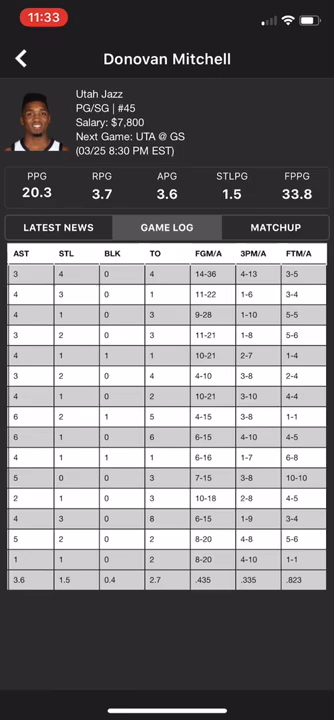 11:33
Donovan Mitchell
Utah Jazz
PG/SG | #45
Salary: $7,800
Next Game: UTA @ GS
(03/25 8:30 PM EST)
PPG RPG APG STLPG FPPG
20.3 3.7 3.6 1.5 33.8
LATEST NEWS GAME LOG MATCHUP
AST STL BLK TO FGM/A 3PM/A FTM/A
3 4 0 4 14-36 4-13 3-5
4 3 0 1 11-22 1-6 3-4
4 1 0 3 9-28 1-10 5-5
3 2 0 3 11-21 1-8 5-6
4 1 1 1 10-21 2-7 1-4
3 2 0 4 4-10 3-8 2-4
4 1 0 2 10-21 3-10 4-4
6 2 1 5 4-15 3-8 1-1
6 1 0 6 6-15 4-10 4-5
4 1 1 1 6-16 1-7 6-8
5 0 0 3 7-15 3-8 10-10
2 1 0 3 10-18 2-8 4-5
4 3 0 8 6-15 1-9 3-4
5 2 0 2 8-20 4-8 5-6
1 1 0 2 8-20 4-10 1-1
3.6 1.5 0.4 2.7 .435 .335 .823